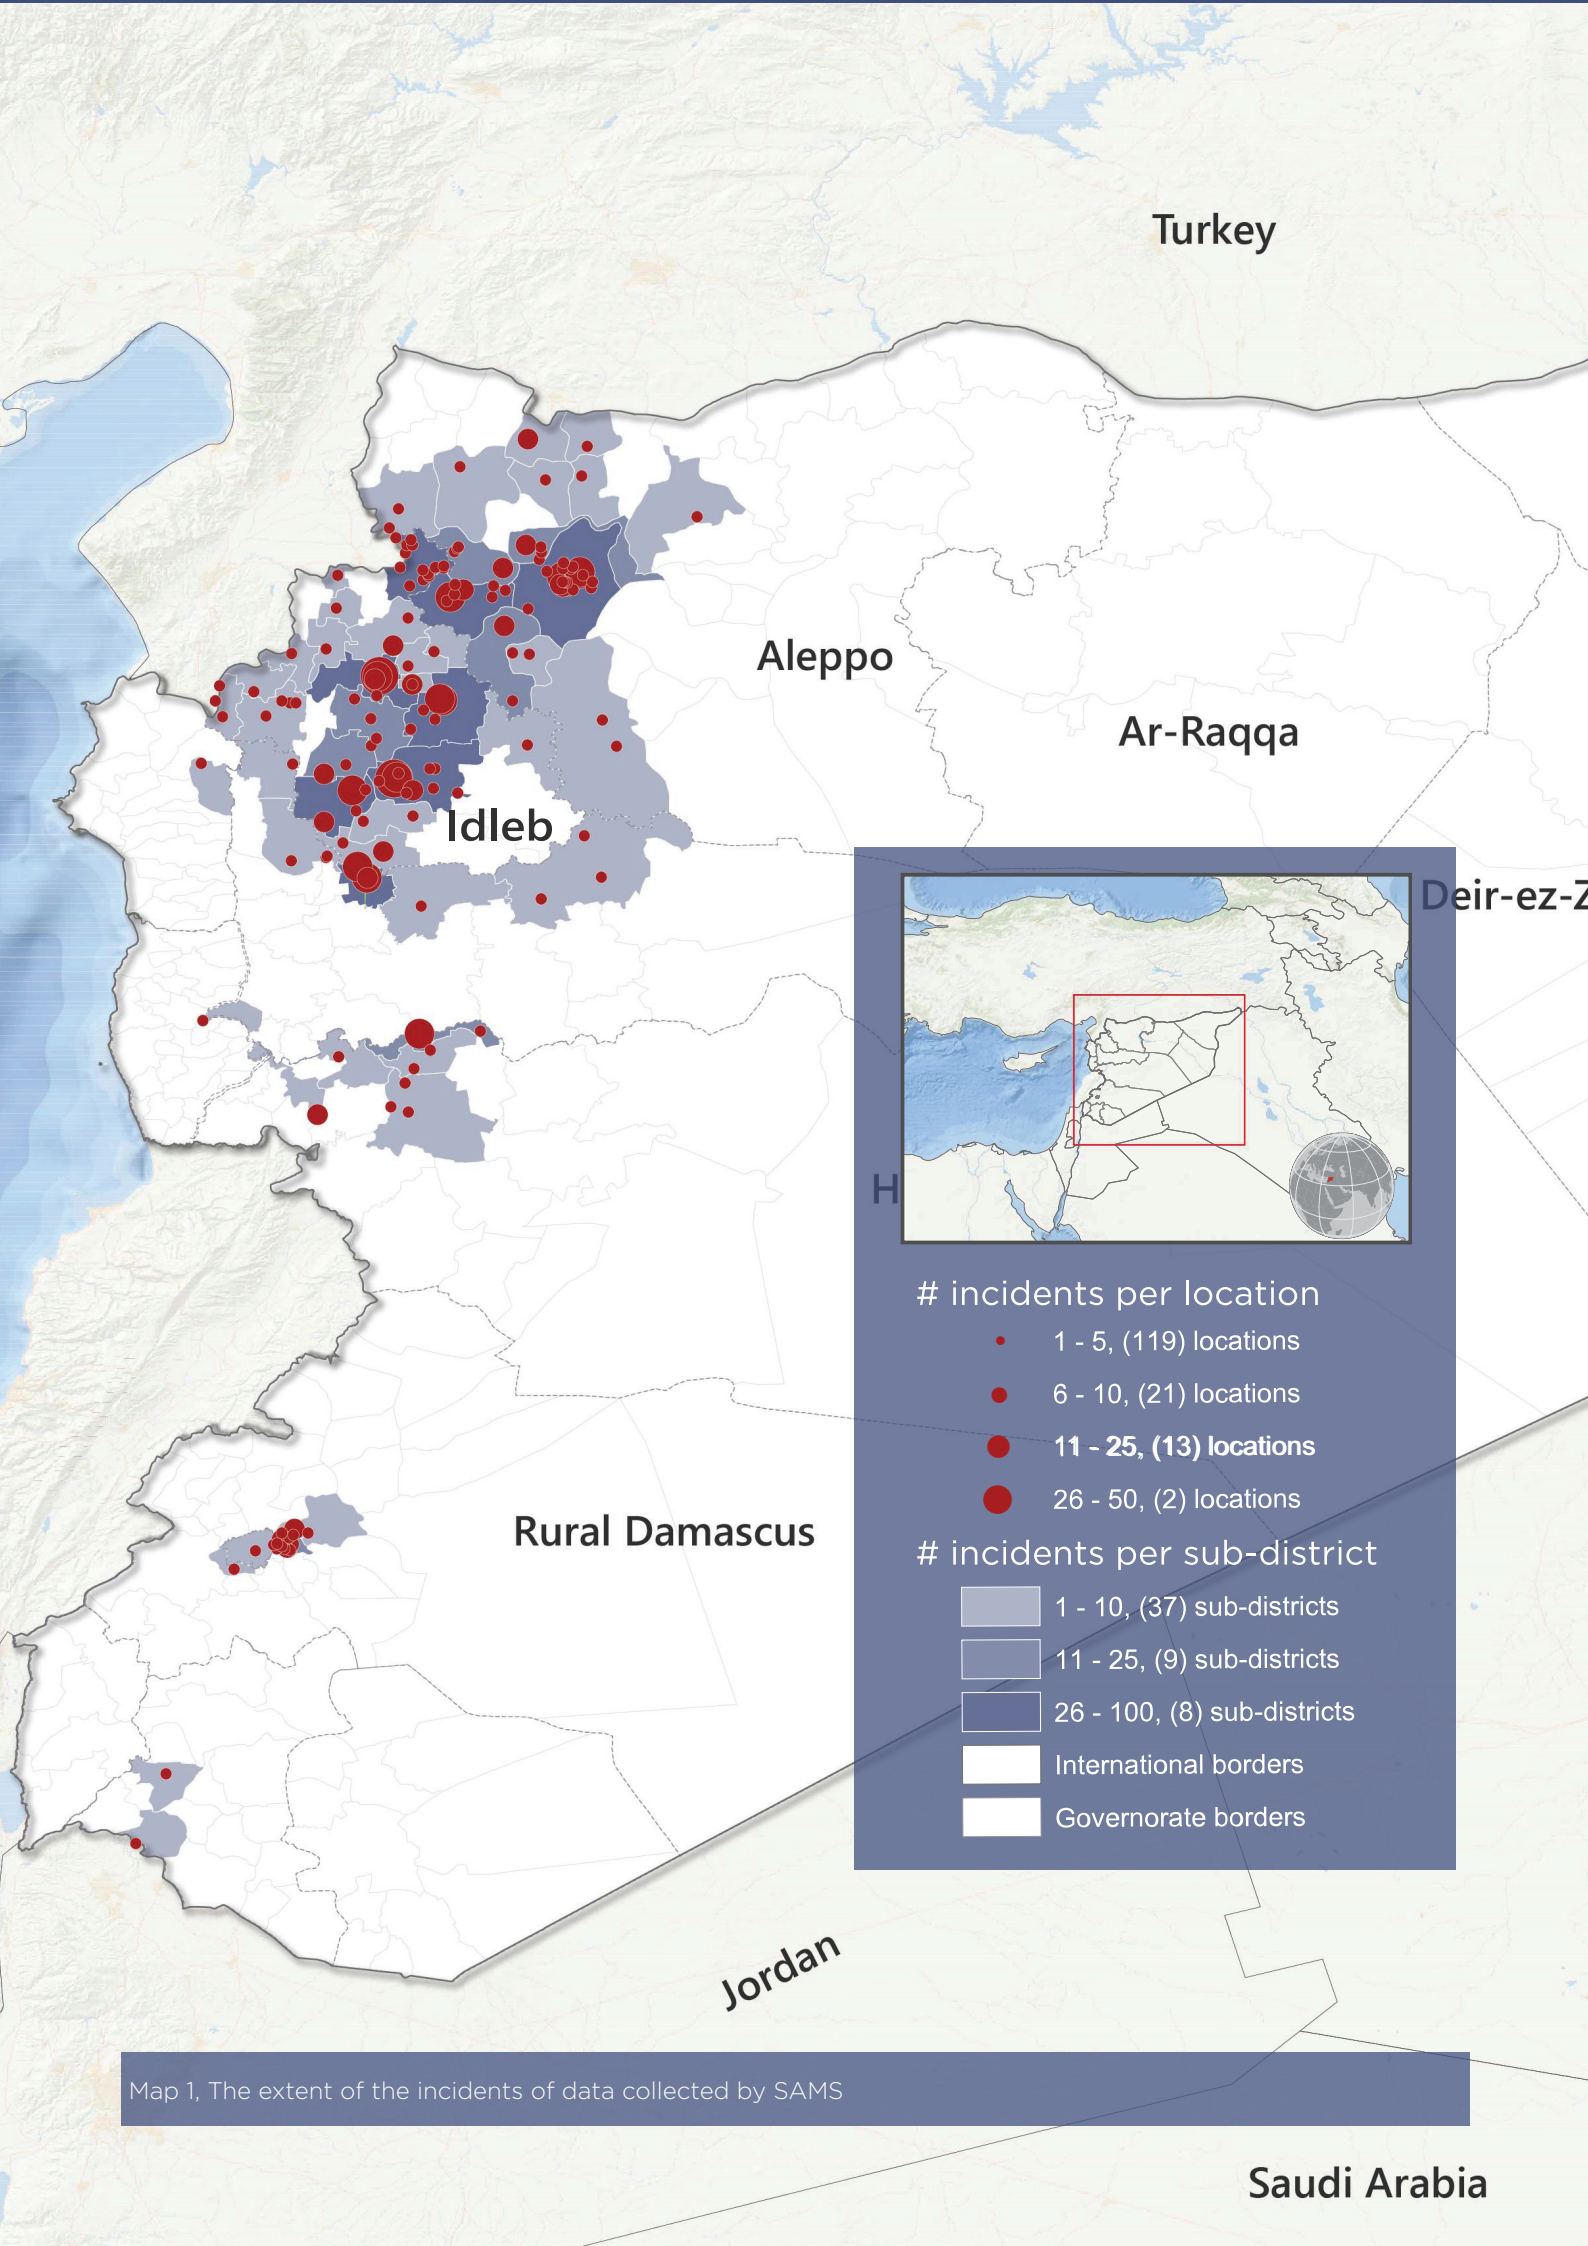 Turkey
Aleppo
Ar-Raqqa
Idleb
Deir-ez-Z
H
# incidents per location
1 - 5, (119) locations
6 - 10, (21) locations
11 - 25, (13) locations
26 - 50, (2) locations
Rural Damascus
# incidents per sub-district
1 - 10, (37) sub-districts
11 - 25, (9) sub-districts
26 - 100, (8) sub-districts
International borders
Governorate borders
Jordan
Map 1, The extent of the incidents of data collected by SAMS
Saudi Arabia